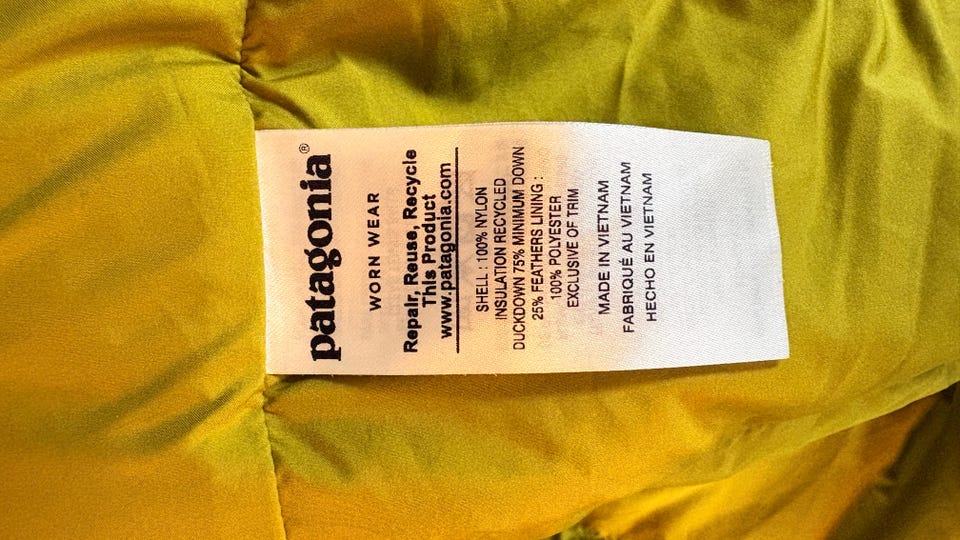 patagonia®
WORN WEAR
Repair, Reuse, Recycle
This Product
www.patagonia.com
SHELL : 100% NYLON
INSULATION RECYCLED
DUCKDOWN 75% MINIMUM DOWN
25% FEATHERS LINING :
100% POLYESTER
EXCLUSIVE OF TRIM
MADE IN VIETNAM
FABRIQUÉ AU VIETNAM
HECHO EN VIETNAM